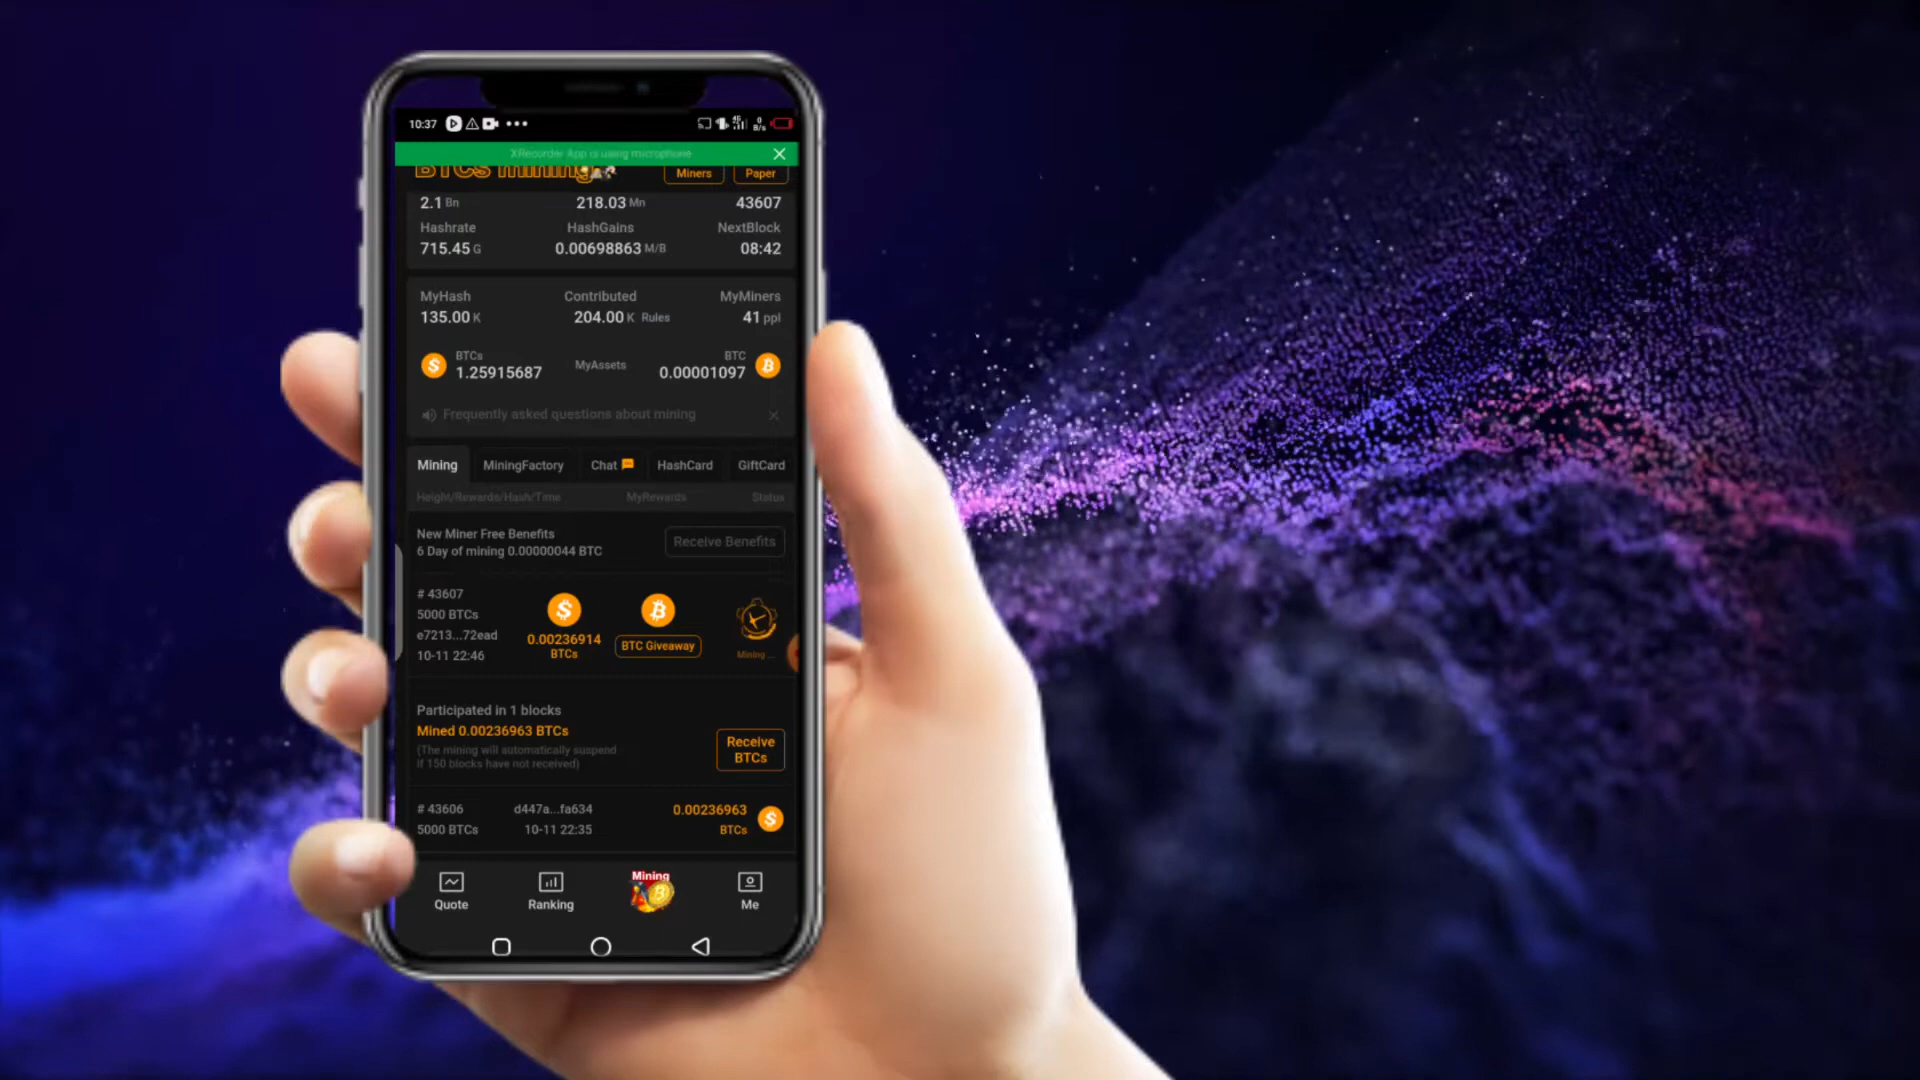 10:37
XRecorder App is using microphone
BTCs mining
Miners
Paper
2.1 Bn 218.03 Mn 43607
Hashrate HashGains NextBlock
715.45 G 0.00698863 M/B 08:42
MyHash Contributed MyMiners
135.00 K 204.00 K Rules 41 ppl
BTCs MyAssets BTC
1.25915687 0.00001097
Frequently asked questions about mining
Mining MiningFactory Chat HashCard GiftCard
Height/Rewards/Hash/Time MyRewards Status
New Miner Free Benefits
6 Day of mining 0.00000044 BTC
Receive Benefits
# 43607
5000 BTCs
e7213...72ead
10-11 22:46
0.00236914
BTCs
BTC Giveaway
Mining ...
Participated in 1 blocks
Mined 0.00236963 BTCs
(The mining will automatically suspend
if 150 blocks have not received)
Receive
BTCs
# 43606 d447a...fa634 0.00236963
5000 BTCs 10-11 22:35 BTCs
Mining
Quote Ranking Me